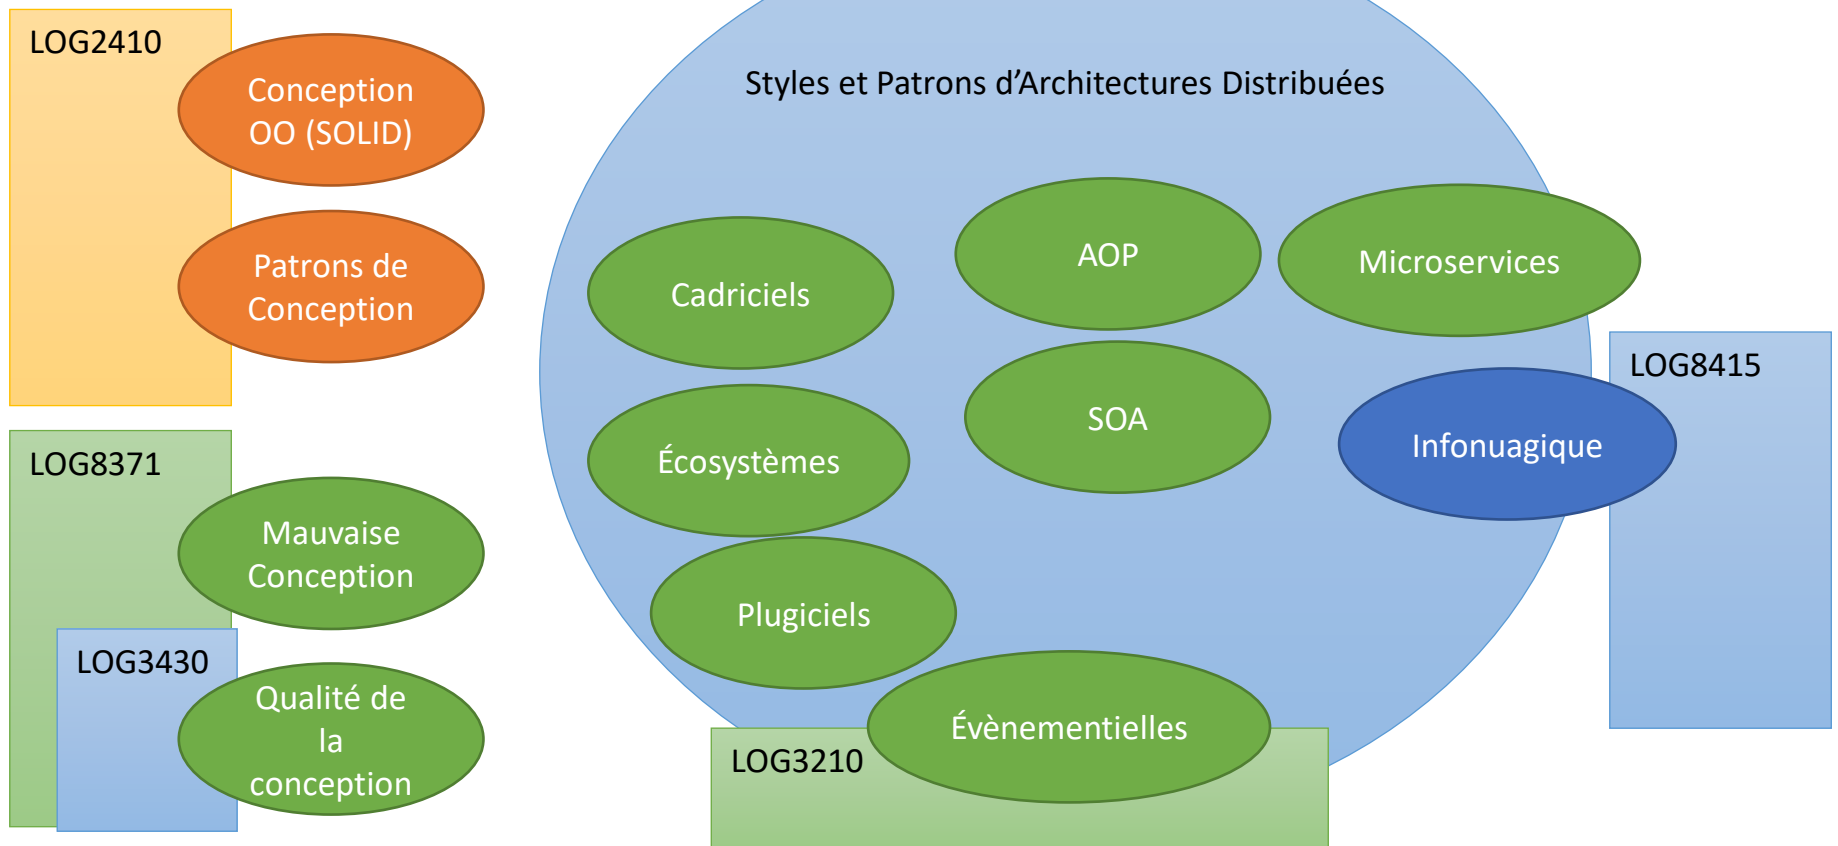 LOG2410
Conception
OO (SOLID)
Patrons de
Conception
LOG8371
Mauvaise
Conception
LOG3430
Qualité de
la
conception
Styles et Patrons d’Architectures Distribuées
Cadriciels
AOP
Microservices
Écosystèmes
SOA
Infonuagique
LOG8415
Plugiciels
Évènementielles
LOG3210